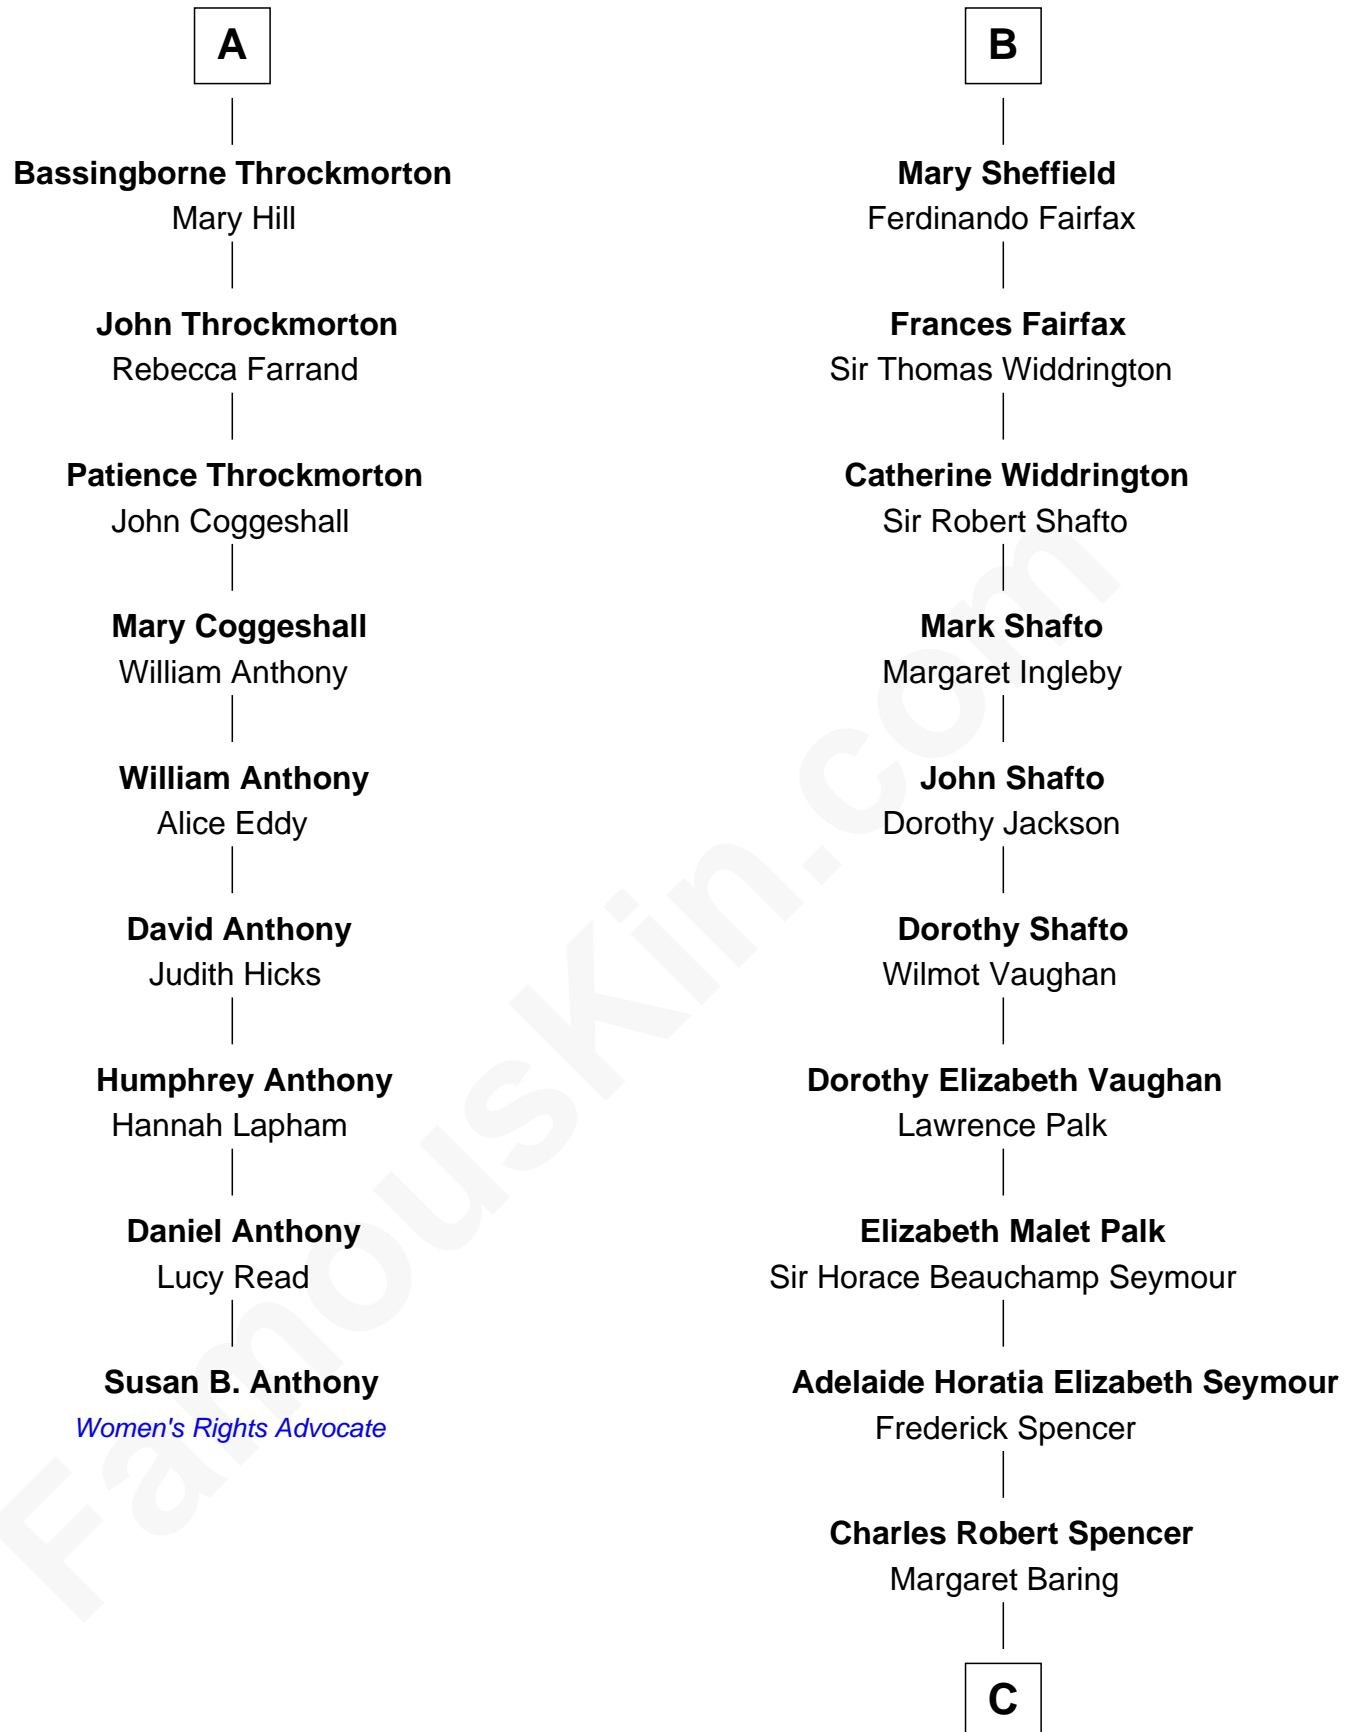 A
Bassingborne Throckmorton
Mary Hill
John Throckmorton
Rebecca Farrand
Patience Throckmorton
John Coggeshall
Mary Coggeshall
William Anthony
William Anthony
Alice Eddy
David Anthony
Judith Hicks
Humphrey Anthony
Hannah Lapham
Daniel Anthony
Lucy Read
Susan B. Anthony
Women's Rights Advocate
B
Mary Sheffield
Ferdinando Fairfax
Frances Fairfax
Sir Thomas Widdrington
Catherine Widdrington
Sir Robert Shafto
Mark Shafto
Margaret Ingleby
John Shafto
Dorothy Jackson
Dorothy Shafto
Wilmot Vaughan
Dorothy Elizabeth Vaughan
Lawrence Palk
Elizabeth Malet Palk
Sir Horace Beauchamp Seymour
Adelaide Horatia Elizabeth Seymour
Frederick Spencer
Charles Robert Spencer
Margaret Baring
C
FamousKin.com